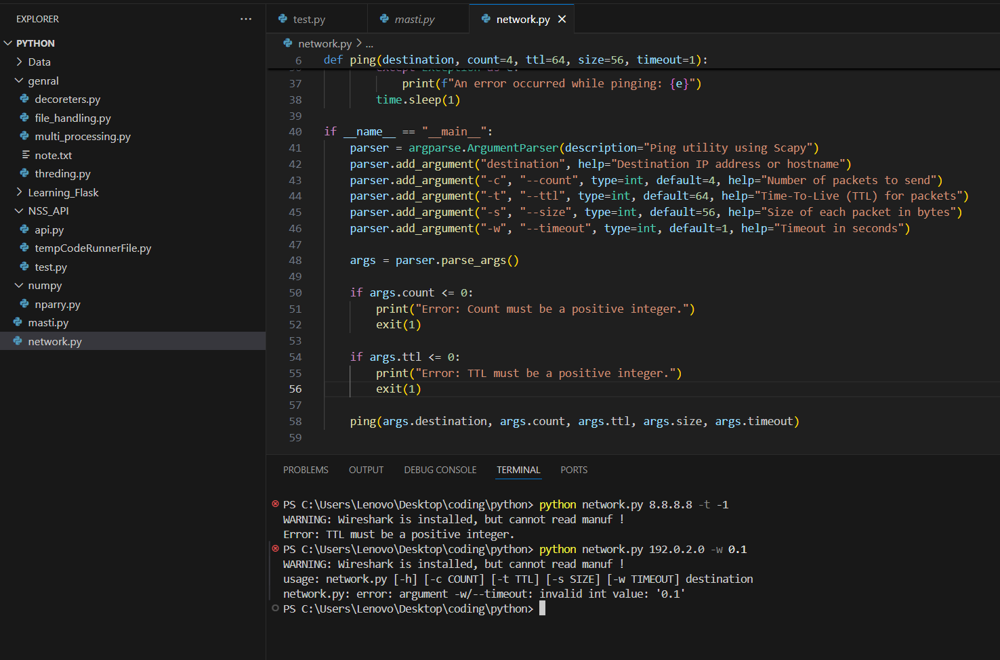 EXPLORER
PYTHON
Data
genral
decoreters.py
file_handling.py
multi_processing.py
note.txt
threding.py
Learning_Flask
NSS_API
api.py
tempCodeRunnerFile.py
test.py
numpy
nparry.py
masti.py
network.py
test.py
masti.py
network.py
network.py > ...
6 def ping(destination, count=4, ttl=64, size=56, timeout=1):
36 except Exception as e:
37 print(f"An error occurred while pinging: {e}")
38 time.sleep(1)
39
40 if __name__ == "__main__":
41 parser = argparse.ArgumentParser(description="Ping utility using Scapy")
42 parser.add_argument("destination", help="Destination IP address or hostname")
43 parser.add_argument("-c", "--count", type=int, default=4, help="Number of packets to send")
44 parser.add_argument("-t", "--ttl", type=int, default=64, help="Time-To-Live (TTL) for packets")
45 parser.add_argument("-s", "--size", type=int, default=56, help="Size of each packet in bytes")
46 parser.add_argument("-w", "--timeout", type=int, default=1, help="Timeout in seconds")
47
48 args = parser.parse_args()
49
50 if args.count <= 0:
51 print("Error: Count must be a positive integer.")
52 exit(1)
53
54 if args.ttl <= 0:
55 print("Error: TTL must be a positive integer.")
56 exit(1)
57
58 ping(args.destination, args.count, args.ttl, args.size, args.timeout)
59
PROBLEMS OUTPUT DEBUG CONSOLE TERMINAL PORTS
PS C:\Users\Lenovo\Desktop\coding\python> python network.py 8.8.8.8 -t -1
WARNING: Wireshark is installed, but cannot read manuf !
Error: TTL must be a positive integer.
PS C:\Users\Lenovo\Desktop\coding\python> python network.py 192.0.2.0 -w 0.1
WARNING: Wireshark is installed, but cannot read manuf !
usage: network.py [-h] [-c COUNT] [-t TTL] [-s SIZE] [-w TIMEOUT] destination
network.py: error: argument -w/--timeout: invalid int value: '0.1'
PS C:\Users\Lenovo\Desktop\coding\python>